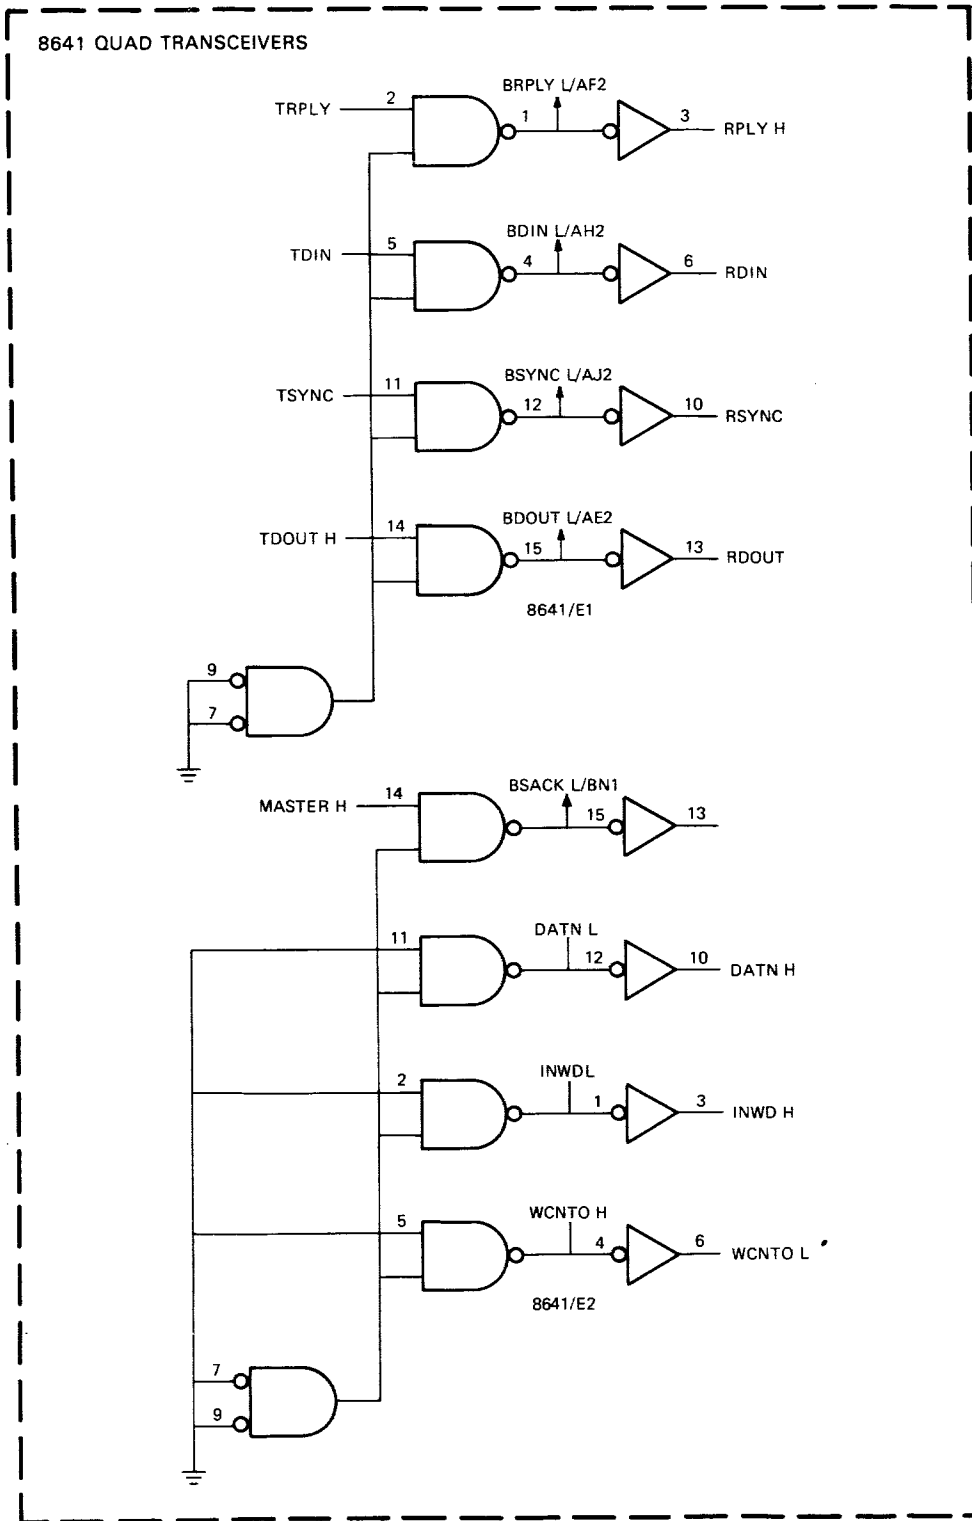 8641 QUAD TRANSCEIVERS
BRPLY L/AF2
TRPLY 2 1 3 RPLY H
BDIN L/AH2
TDIN 5 4 6 RDIN
BSYNC L/AJ2
TSYNC 11 12 10 RSYNC
BDOUT L/AE2
TDOUT H 14 15 13 RDOUT
8641/E1
9
7
BSACK L/BN1
MASTER H 14 15 13
DATN L
11 12 10 DATN H
INWDL
2 1 3 INWD H
WCNTO H
5 4 6 WCNTO L
8641/E2
7
9